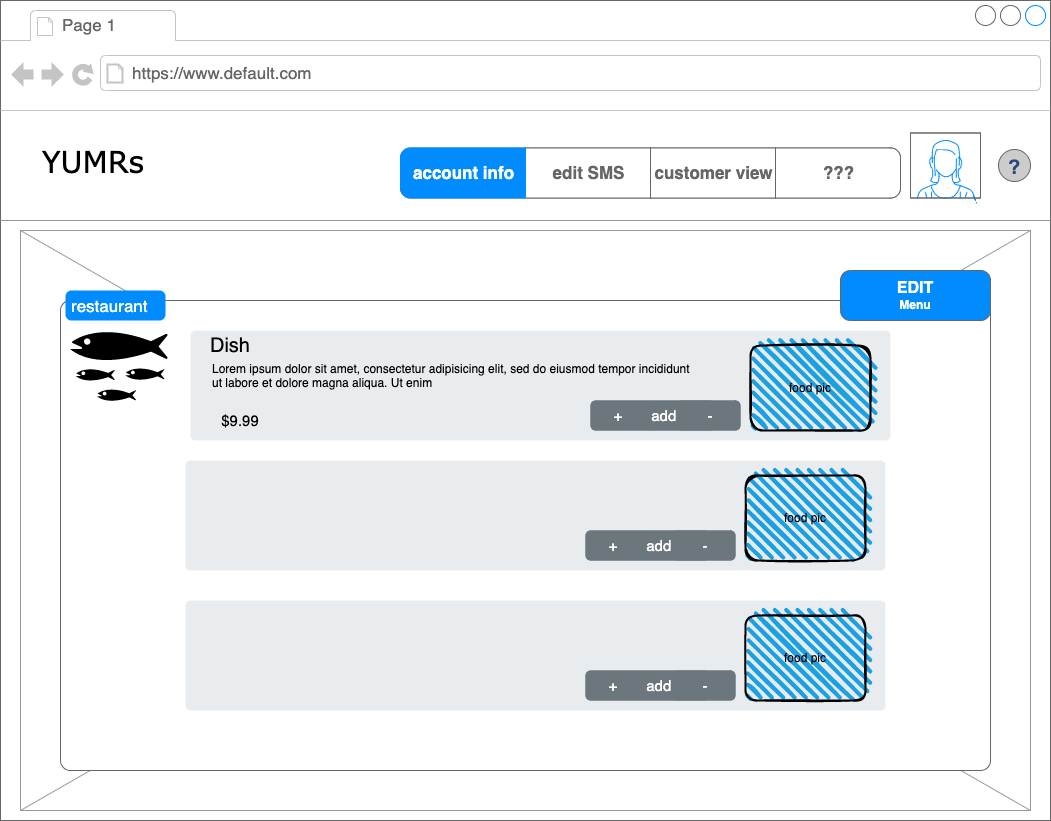 Page 1
https://www.default.com
YUMRs
account info
edit SMS
customer view
???
?
restaurant
EDIT
Menu
Dish
Lorem ipsum dolor sit amet, consectetur adipisicing elit, sed do eiusmod tempor incididunt
ut labore et dolore magna aliqua. Ut enim
$9.99
+ add -
food pic
+ add -
food pic
+ add -
food pic